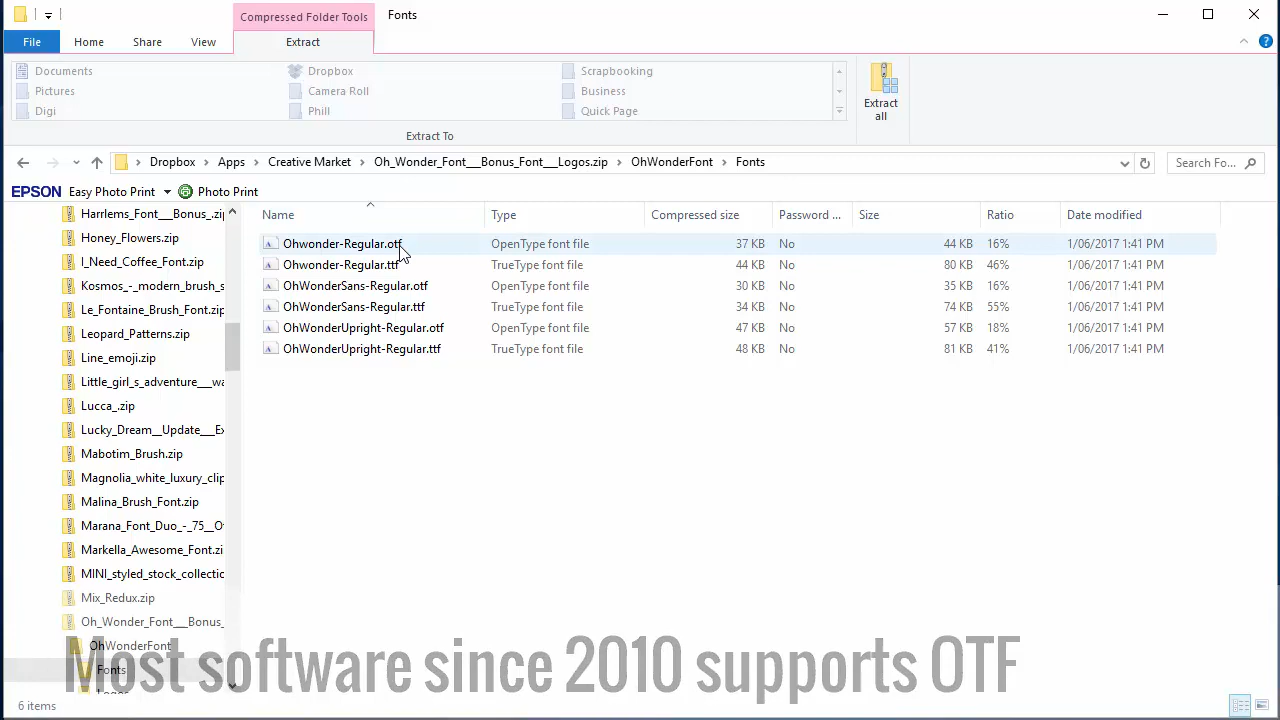 Compressed Folder Tools Fonts
File Home Share View Extract
Documents Dropbox Scrapbooking
Pictures Camera Roll Business
Digi Phill Quick Page
Extract all
Extract To
Dropbox Apps Creative Market Oh_Wonder_Font___Bonus_Font___Logos.zip OhWonderFont Fonts Search Fo...
EPSON Easy Photo Print Photo Print
Name Type Compressed size Password ... Size Ratio Date modified
Ohwonder-Regular.otf OpenType font file 37 KB No 44 KB 16% 1/06/2017 1:41 PM
Ohwonder-Regular.ttf TrueType font file 44 KB No 80 KB 46% 1/06/2017 1:41 PM
OhWonderSans-Regular.otf OpenType font file 30 KB No 35 KB 16% 1/06/2017 1:41 PM
OhWonderSans-Regular.ttf TrueType font file 34 KB No 74 KB 55% 1/06/2017 1:41 PM
OhWonderUpright-Regular.otf OpenType font file 47 KB No 57 KB 18% 1/06/2017 1:41 PM
OhWonderUpright-Regular.ttf TrueType font file 48 KB No 81 KB 41% 1/06/2017 1:41 PM
Harrlems_Font___Bonus_.zip
Honey_Flowers.zip
I_Need_Coffee_Font.zip
Kosmos_-_modern_brush_s
Le_Fontaine_Brush_Font.zip
Leopard_Patterns.zip
Line_emoji.zip
Little_girl_s_adventure___wa
Lucca_.zip
Lucky_Dream__Update___Ex
Mabotim_Brush.zip
Magnolia_white_luxury_clip
Malina_Brush_Font.zip
Marana_Font_Duo_-_75__O
Markella_Awesome_Font.zi
MINI_styled_stock_collectic
Mix_Redux.zip
Oh_Wonder_Font___Bonus_
OhWonderFont
Fonts
Most software since 2010 supports OTF
6 items